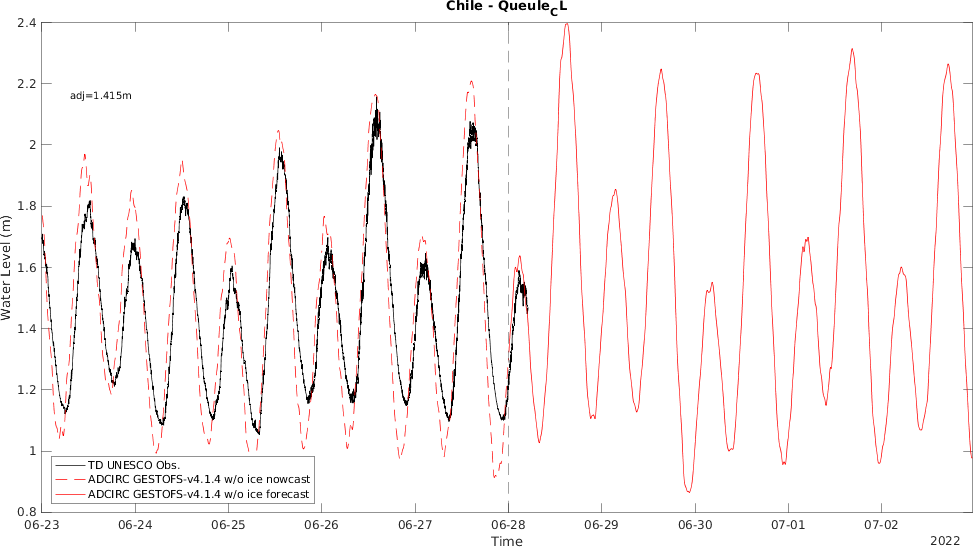 Chile - Queule_CL
2.4
2.2
2
1.8
1.6
1.4
1.2
1
0.8
Water Level (m)
adj=1.415m
TD UNESCO Obs.
ADCIRC GESTOFS-v4.1.4 w/o ice nowcast
ADCIRC GESTOFS-v4.1.4 w/o ice forecast
06-23 06-24 06-25 06-26 06-27 06-28 06-29 06-30 07-01 07-02
Time
2022